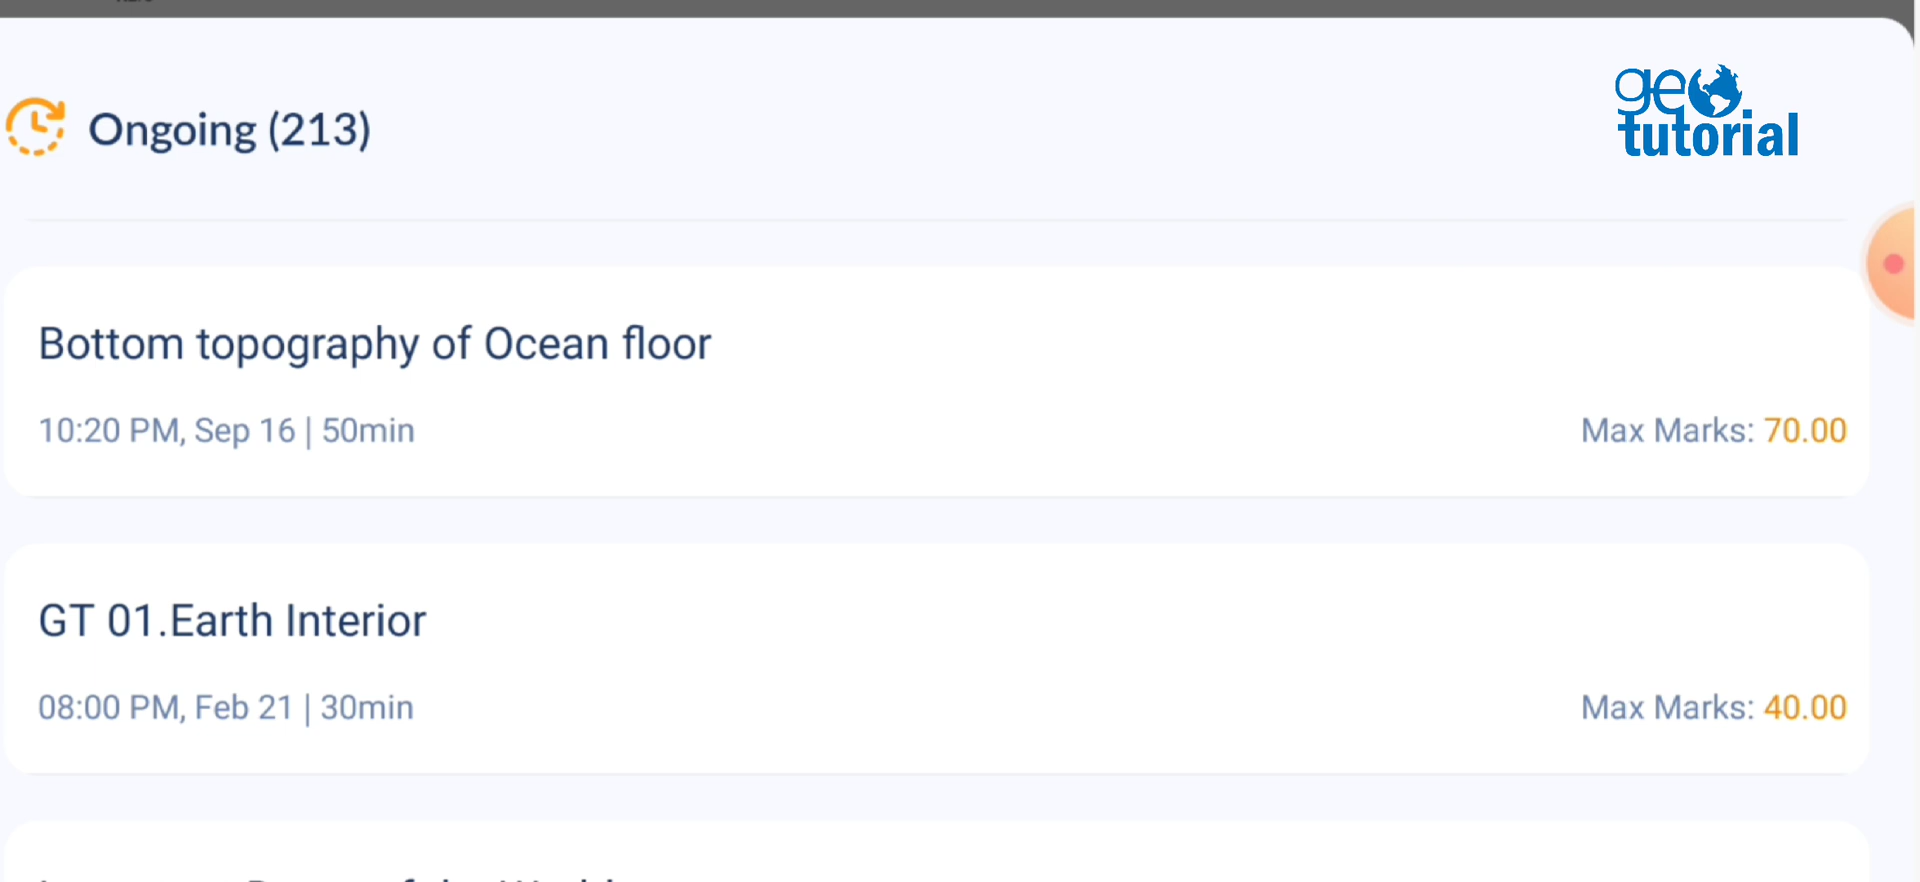 Ongoing (213)
geo
tutorial
Bottom topography of Ocean floor
10:20 PM, Sep 16 | 50min
Max Marks: 70.00
GT 01.Earth Interior
08:00 PM, Feb 21 | 30min
Max Marks: 40.00